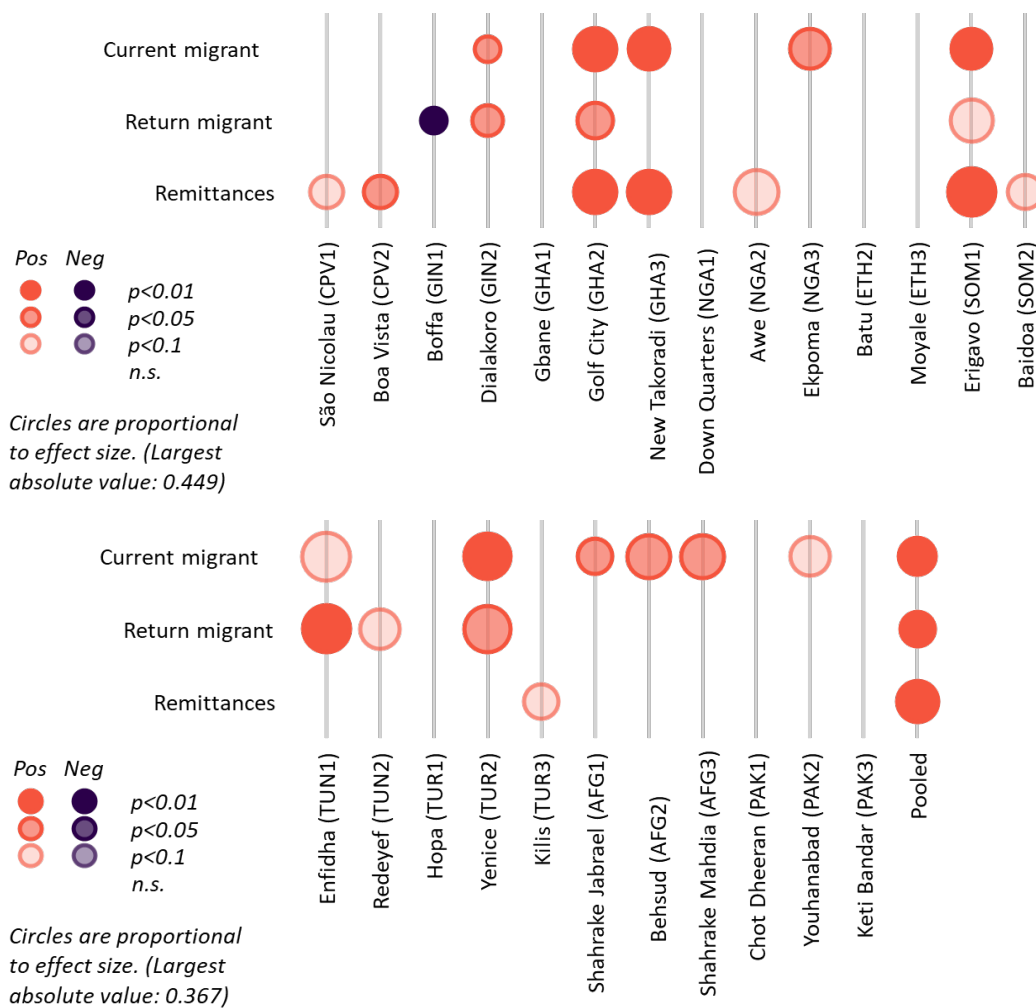 Current migrant
Return migrant
Remittances
São Nicolau (CPV1)
Boa Vista (CPV2)
Boffa (GIN1)
Dialakoro (GIN2)
Gbane (GHA1)
Golf City (GHA2)
New Takoradi (GHA3)
Down Quarters (NGA1)
Awe (NGA2)
Ekpoma (NGA3)
Batu (ETH2)
Moyale (ETH3)
Erigavo (SOM1)
Baidoa (SOM2)
Pos Neg
p<0.01
p<0.05
p<0.1
n.s.
Circles are proportional
to effect size. (Largest
absolute value: 0.449)
Current migrant
Return migrant
Remittances
Enfidha (TUN1)
Redeyef (TUN2)
Hopa (TUR1)
Yenice (TUR2)
Kilis (TUR3)
Shahrake Jabrael (AFG1)
Behsud (AFG2)
Shahrake Mahdia (AFG3)
Chot Dheeran (PAK1)
Youhanabad (PAK2)
Keti Bandar (PAK3)
Pooled
Pos Neg
p<0.01
p<0.05
p<0.1
n.s.
Circles are proportional
to effect size. (Largest
absolute value: 0.367)